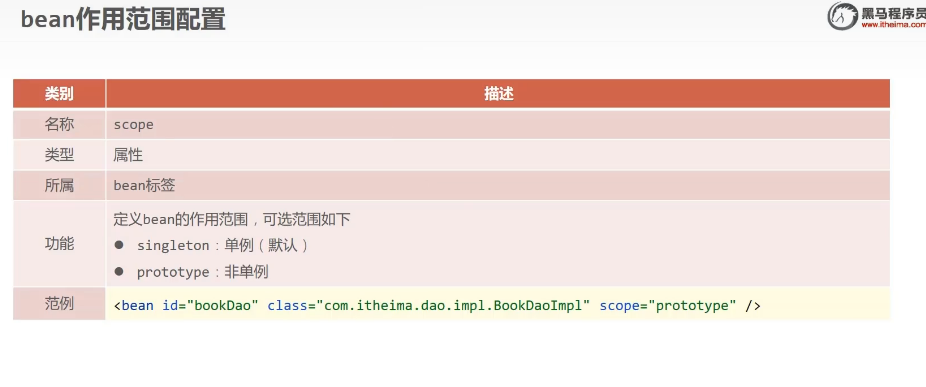 bean作用范围配置
黑马程序员
www.itheima.com
类别 描述
名称 scope
类型 属性
所属 bean标签
功能 定义bean的作用范围，可选范围如下
● singleton：单例（默认）
● prototype：非单例
范例 <bean id="bookDao" class="com.itheima.dao.impl.BookDaoImpl" scope="prototype" />